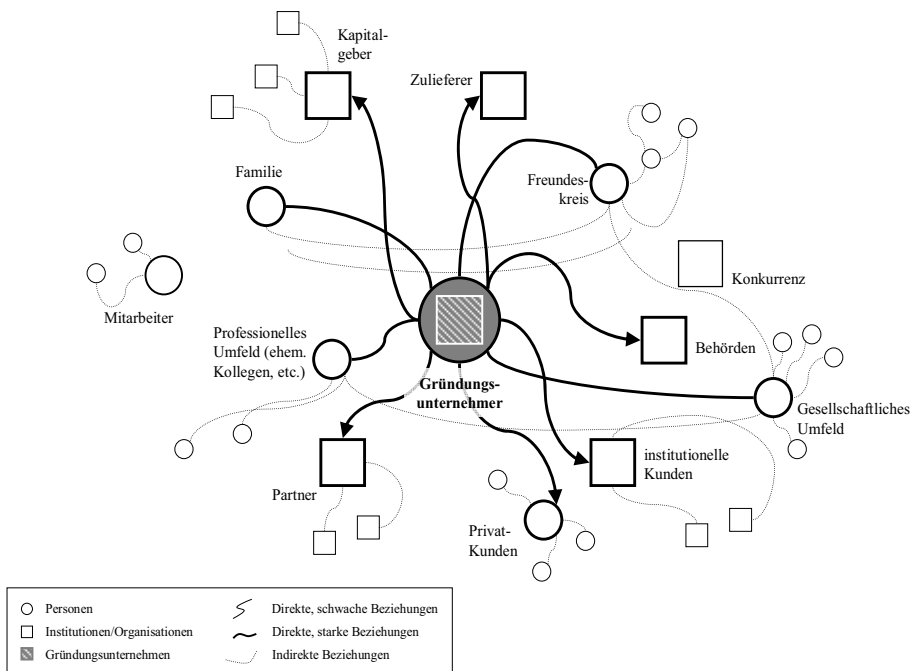 Kapital-
geber
Zulieferer
Familie
Freundes-
kreis
Konkurrenz
Mitarbeiter
Professionelles
Umfeld (ehem.
Kollegen, etc.)
Behörden
Gründungs-
unternehmer
Gesellschaftliches
Umfeld
institutionelle
Kunden
Partner
Privat-
Kunden
Personen
Direkte, schwache Beziehungen
Institutionen/Organisationen
Direkte, starke Beziehungen
Gründungsunternehmen
Indirekte Beziehungen